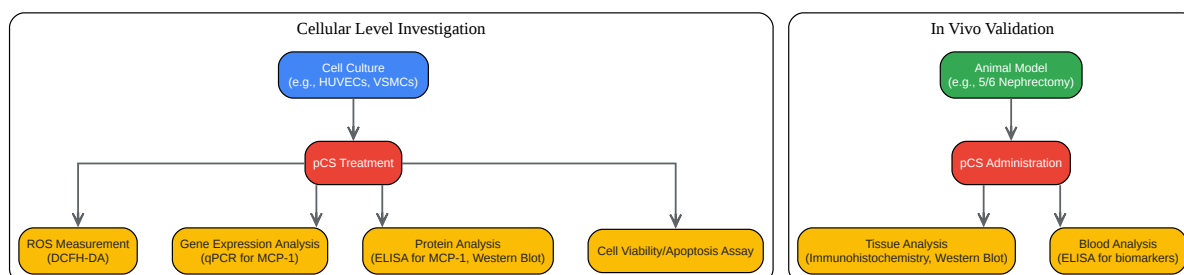 Cellular Level Investigation
Cell Culture
(e.g., HUVECs, VSMCs)
pCS Treatment
ROS Measurement
(DCFH-DA)
Gene Expression Analysis
(qPCR for MCP-1)
Protein Analysis
(ELISA for MCP-1, Western Blot)
Cell Viability/Apoptosis Assay
In Vivo Validation
Animal Model
(e.g., 5/6 Nephrectomy)
pCS Administration
Tissue Analysis
(Immunohistochemistry, Western Blot)
Blood Analysis
(ELISA for biomarkers)